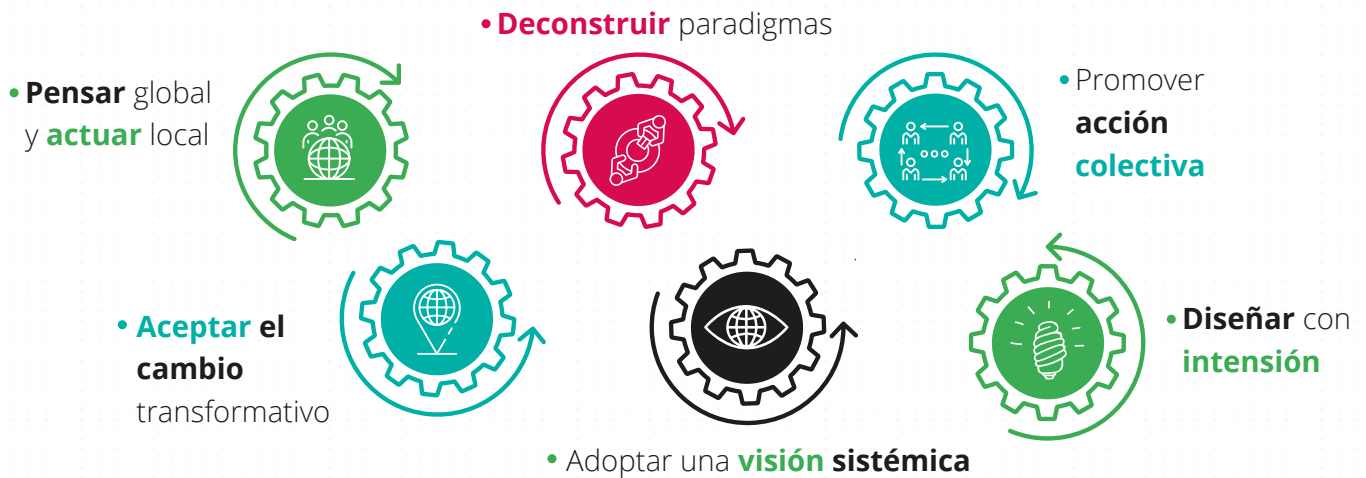 • Deconstruir paradigmas
• Pensar global
y actuar local
• Promover
acción
colectiva
• Aceptar el
cambio
transformativo
• Diseñar con
intensión
• Adoptar una visión sistémica